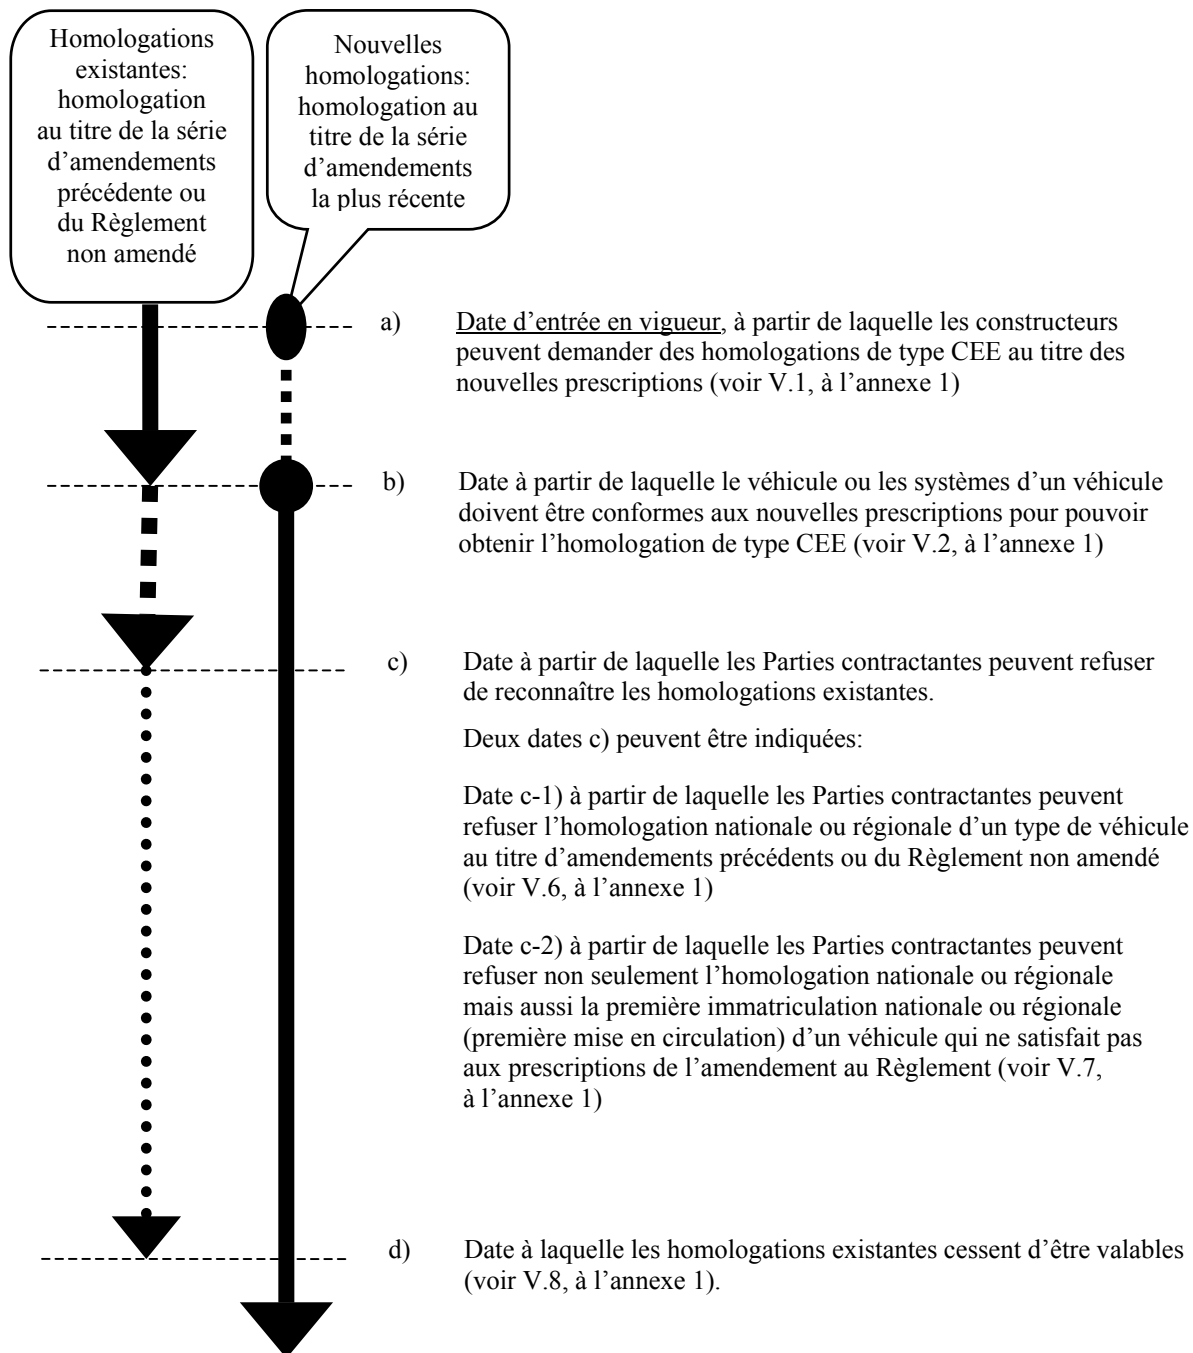 Homologations
existantes:
homologation
au titre de la série
d’amendements
précédente ou
du Règlement
non amendé
Nouvelles
homologations:
homologation au
titre de la série
d’amendements
la plus récente
a) Date d’entrée en vigueur, à partir de laquelle les constructeurs
peuvent demander des homologations de type CEE au titre des
nouvelles prescriptions (voir V.1, à l’annexe 1)
b) Date à partir de laquelle le véhicule ou les systèmes d’un véhicule
doivent être conformes aux nouvelles prescriptions pour pouvoir
obtenir l’homologation de type CEE (voir V.2, à l’annexe 1)
c) Date à partir de laquelle les Parties contractantes peuvent refuser
de reconnaître les homologations existantes.
Deux dates c) peuvent être indiquées:
Date c-1) à partir de laquelle les Parties contractantes peuvent
refuser l’homologation nationale ou régionale d’un type de véhicule
au titre d’amendements précédents ou du Règlement non amendé
(voir V.6, à l’annexe 1)
Date c-2) à partir de laquelle les Parties contractantes peuvent
refuser non seulement l’homologation nationale ou régionale
mais aussi la première immatriculation nationale ou régionale
(première mise en circulation) d’un véhicule qui ne satisfait pas
aux prescriptions de l’amendement au Règlement (voir V.7,
à l’annexe 1)
d) Date à laquelle les homologations existantes cessent d’être valables
(voir V.8, à l’annexe 1).